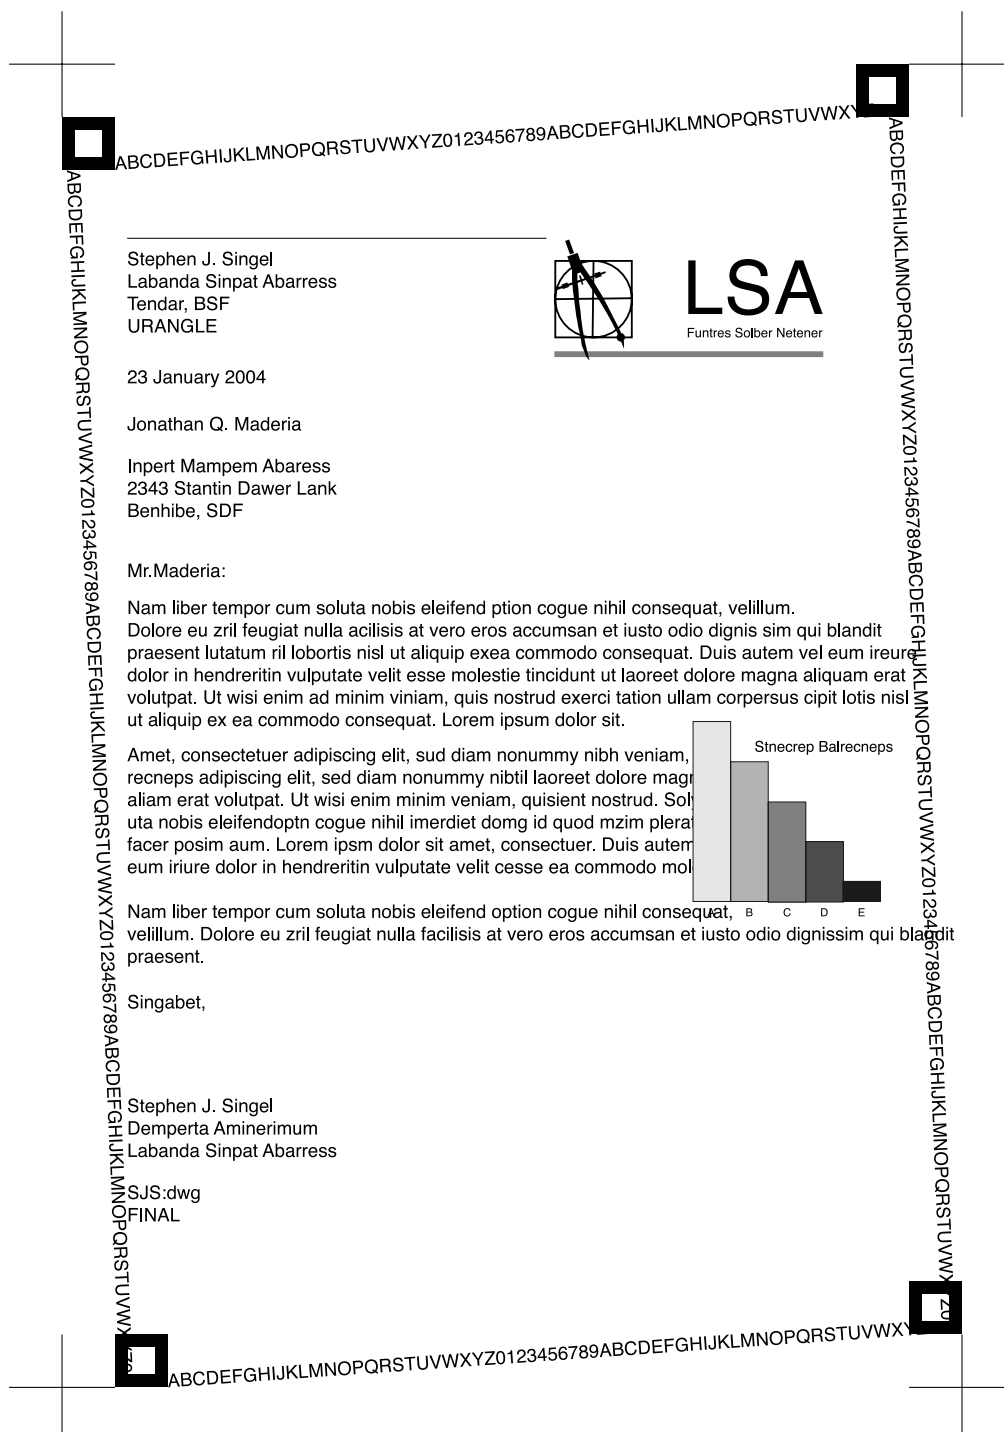 ABCDEFGHIJKLMNOPQRSTUVWXYZ0123456789ABCDEFGHIJKLMNOPQRSTUVWX
ABCDEFGHIJKLMNOPQRSTUVWXYZ0123456789ABCDEFGHIJKLMNOPQRSTUVWXYZ0123456789ABCDEFGHIJKLMNOPQRSTUVWX
ABCDEFGHIJKLMNOPQRSTUVWXYZ0123456789ABCDEFGHIJKLMNOPQRSTUVWXYZ0123456789ABCDEFGHIJKLMNOPQRSTUVWX
Stephen J. Singel
Labanda Sinpat Abarress
Tendar, BSF
URANGLE
LSA
Funtres Solber Netener
23 January 2004
Jonathan Q. Maderia
Inpert Mampem Abaress
2343 Stantin Dawer Lank
Benhibe, SDF
Mr.Maderia:
Nam liber tempor cum soluta nobis eleifend ption cogue nihil consequat, velillum.
Dolore eu zril feugiat nulla acilisis at vero eros accumsan et iusto odio dignis sim qui blandit
praesent lutatum ril lobortis nisl ut aliquip exea commodo consequat. Duis autem vel eum ireure
dolor in hendreritin vulputate velit esse molestie tincidunt ut laoreet dolore magna aliquam erat
volutpat. Ut wisi enim ad minim viniam, quis nostrud exerci tation ullam corpersus cipit lotis nisl
ut aliquip ex ea commodo consequat. Lorem ipsum dolor sit.
Amet, consectetuer adipiscing elit, sud diam nonummy nibh veniam,
recneps adipiscing elit, sed diam nonummy nibtil laoreet dolore
aliam erat volutpat. Ut wisi enim minim veniam, quisient nostrud.
uta nobis eleifendoptn cogue nihil imerdiet domg id quod mzim
facer posim aum. Lorem ipsm dolor sit amet, consectuer. Duis autem
eum iriure dolor in hendreritin vulputate velit cesse ea commodo
Stnecrep Balrecneps
A B C D E
Nam liber tempor cum soluta nobis eleifend option cogue nihil consequat,
velillum. Dolore eu zril feugiat nulla facilisis at vero eros accumsan et iusto odio dignissim qui blandit
praesent.
Singabet,
Stephen J. Singel
Demperta Aminerimum
Labanda Sinpat Abarress
SJS:dwg
FINAL
ABCDEFGHIJKLMNOPQRSTUVWXYZ0123456789ABCDEFGHIJKLMNOPQRSTUVWX